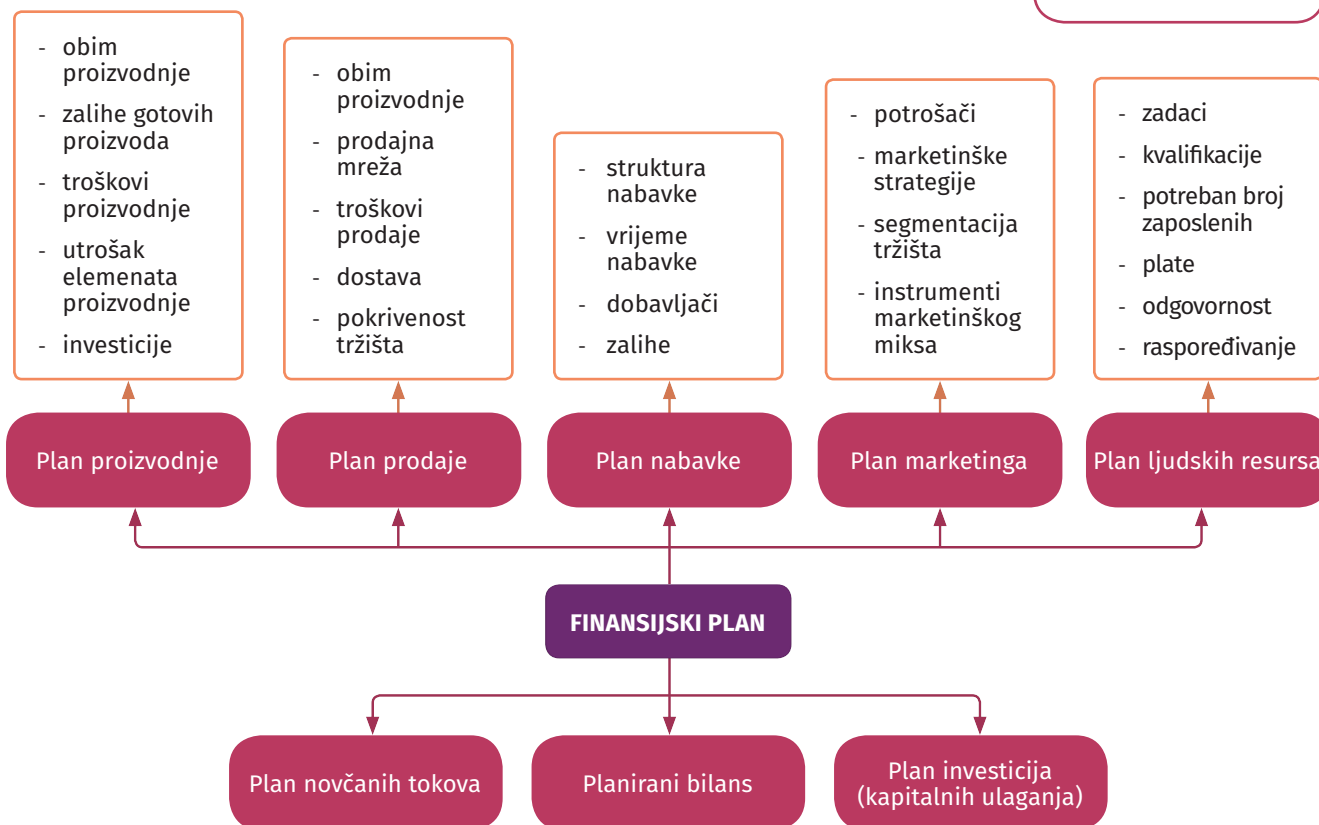 - obim
proizvodnje
- zalihe gotovih
proizvoda
- troškovi
proizvodnje
- utrošak
elemenata
proizvodnje
- investicije
- obim
proizvodnje
- prodajna
mreža
- troškovi
prodaje
- dostava
- pokrivenost
tržišta
- struktura
nabavke
- vrijeme
nabavke
- dobavljači
- zalihe
- potrošači
- marketinške
strategije
- segmentacija
tržišta
- instrumenti
marketinškog
miksa
- zadaci
- kvalifikacije
- potreban broj
zaposlenih
- plate
- odgovornost
- raspoređivanje
Plan proizvodnje
Plan prodaje
Plan nabavke
Plan marketinga
Plan ljudskih resursa
FINANSIJSKI PLAN
Plan novčanih tokova
Planirani bilans
Plan investicija
(kapitalnih ulaganja)